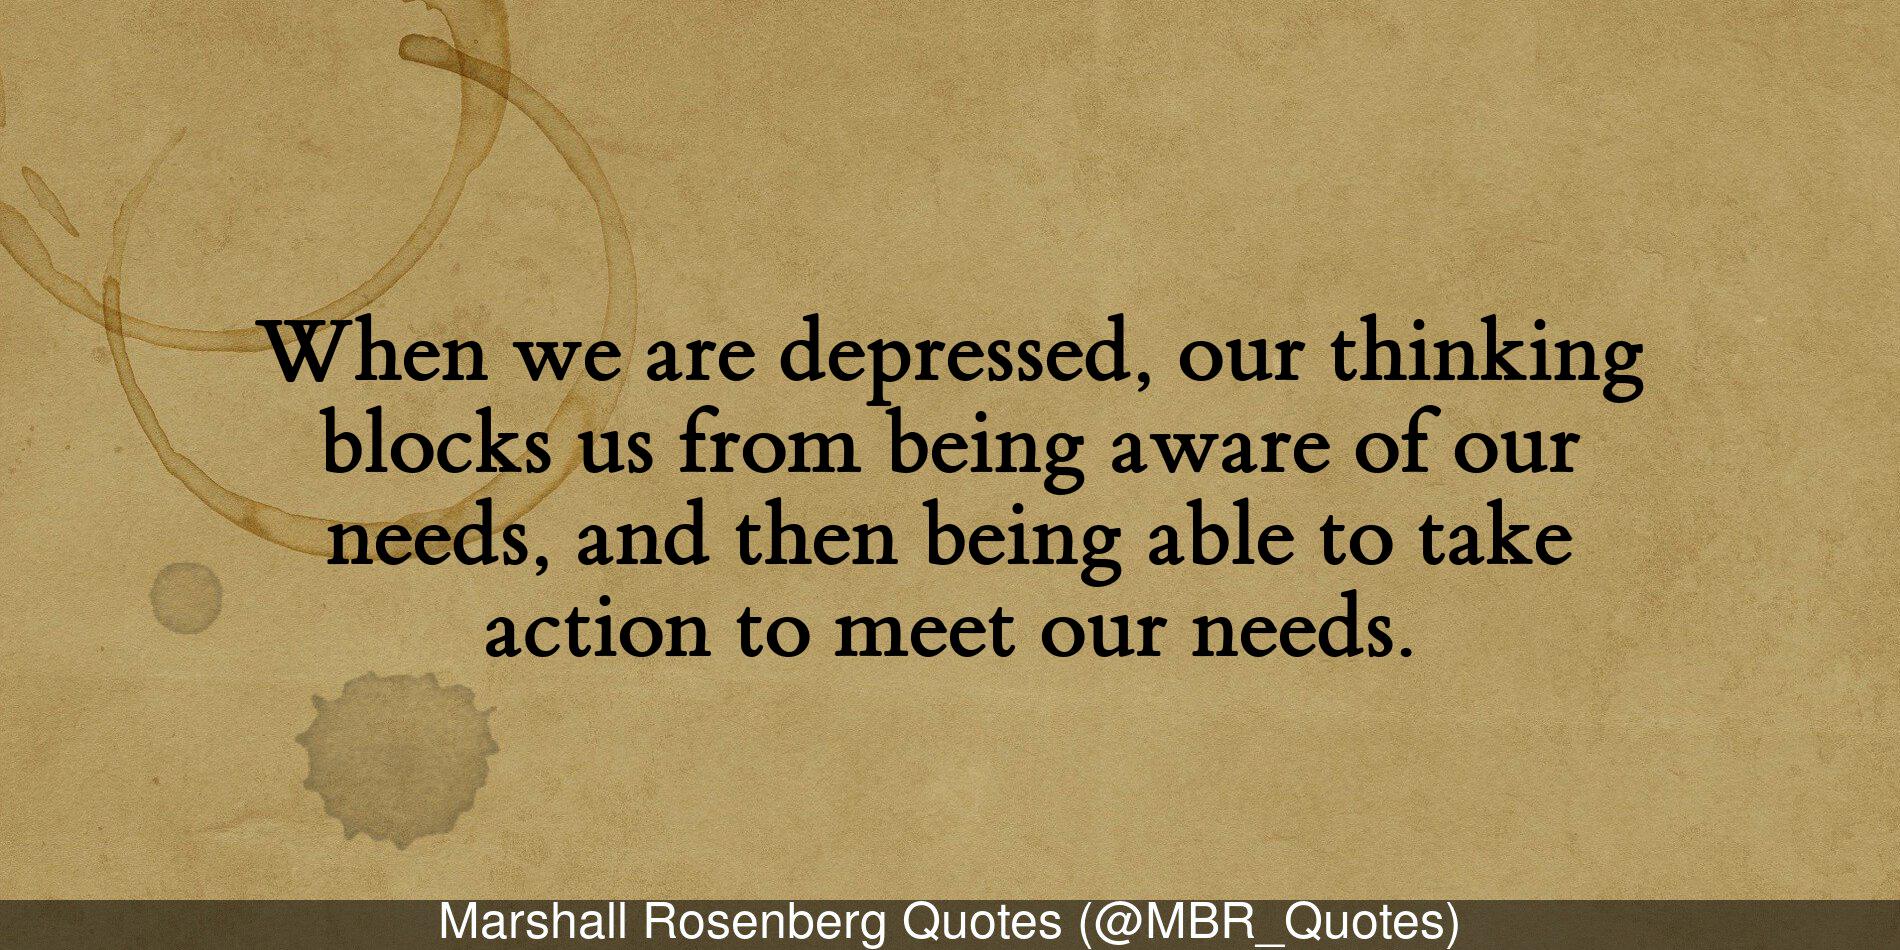 When we are depressed, our thinking
blocks us from being aware of our
needs, and then being able to take
action to meet our needs.
Marshall Rosenberg Quotes (@MBR_Quotes)